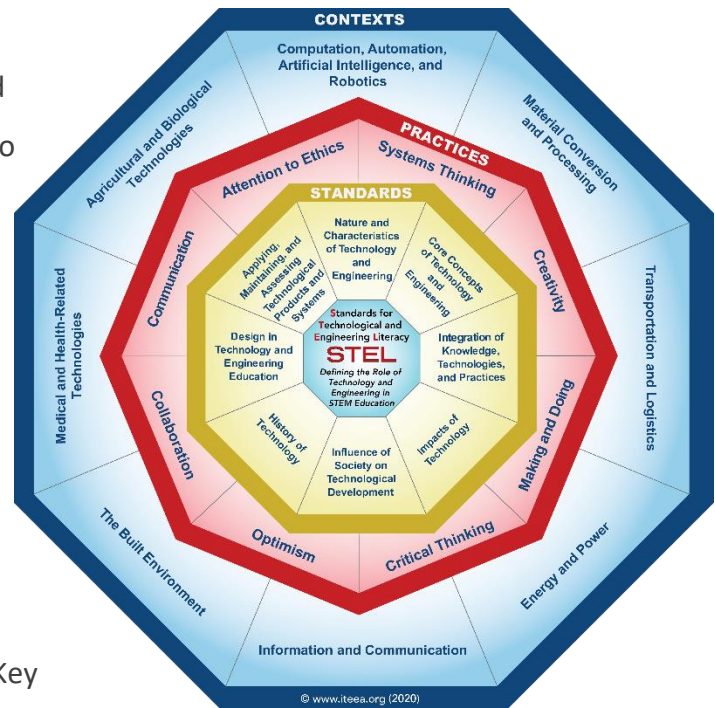 CONTEXTS
Computation, Automation,
Artificial Intelligence, and
Robotics
Material Conversion
and Processing
Transportation and Logistics
Energy and Power
Information and Communication
The Built Environment
Medical and Health-Related
Technologies
Agricultural and Biological
Technologies
PRACTICES
Systems Thinking
Creativity
Making and Doing
Critical Thinking
Optimism
Collaboration
Communication
Attention to Ethics
STANDARDS
Nature and
Characteristics
of Technology
and
Engineering
Core Concepts
of Technology
and
Engineering
Integration of
Knowledge,
Technologies,
and Practices
Impacts of
Technology
Influence of
Society on
Technological
Development
History of
Technology
Design in
Technology and
Engineering
Education
Applying,
Maintaining, and
Assessing
Technological
Products and
Systems
Standards for
Technological and
Engineering Literacy
STEL
Defining the Role of
Technology and
Engineering in
STEM Education
d
o
Key
© www.iteea.org (2020)